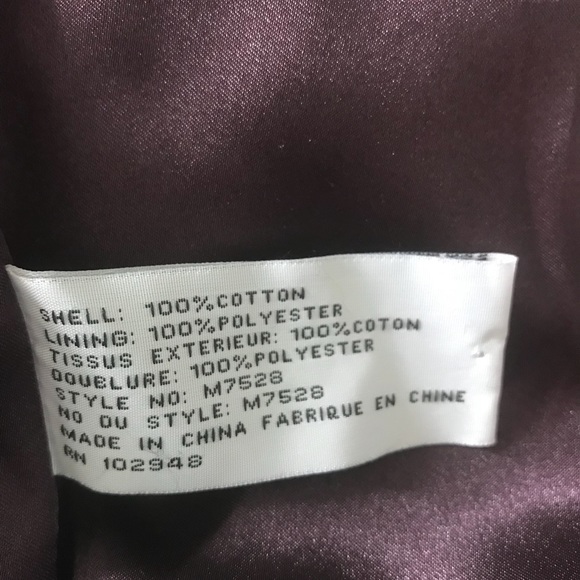 SHELL: 100%COTTON
LINING: 100%POLYESTER
TISSUS EXTERIEUR: 100%COTON
DOUBLURE: 100%POLYESTER
STYLE NO: M7528
NO DU STYLE: M7528
MADE IN CHINA FABRIQUE EN CHINE
RN 102948